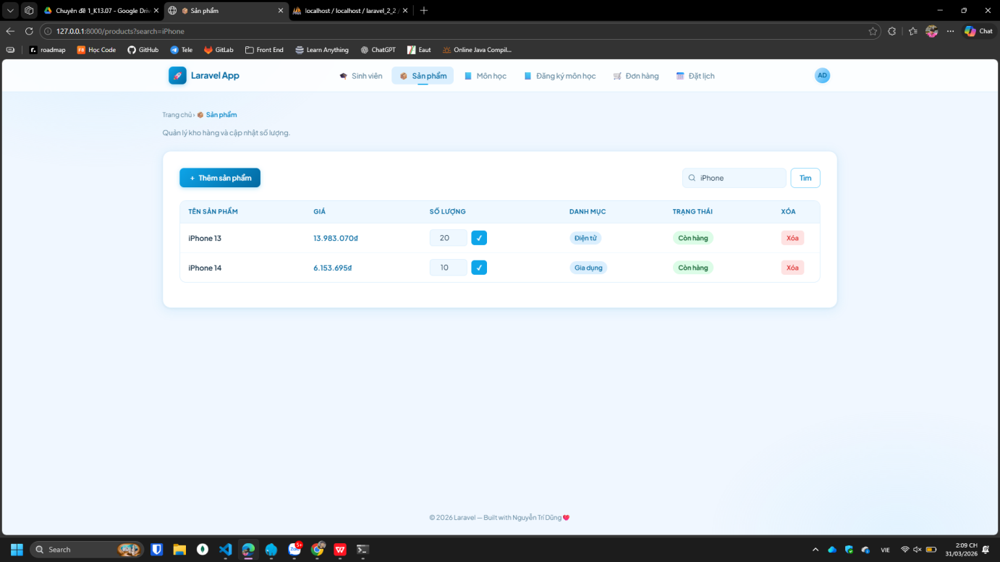 Chuyên đề 1_K13.07 - Google Driv
Sản phẩm
localhost / localhost / laravel_2_2 /
127.0.0.1:8000/products?search=iPhone
Chat
roadmap
Học Code
GitHub
Tele
GitLab
Front End
Learn Anything
ChatGPT
Eaut
Online Java Compil...
Laravel App
Sinh viên
Sản phẩm
Môn học
Đăng ký môn học
Đơn hàng
Đặt lịch
AD
Trang chủ › Sản phẩm
Quản lý kho hàng và cập nhật số lượng.
+ Thêm sản phẩm
iPhone
Tìm
TÊN SẢN PHẨM GIÁ SỐ LƯỢNG DANH MỤC TRẠNG THÁI XÓA
iPhone 13 13.983.070₫ 20 Điện tử Còn hàng Xóa
iPhone 14 6.153.695₫ 10 Gia dụng Còn hàng Xóa
© 2026 Laravel — Built with Nguyễn Trí Dũng
Search
5+
VIE
2:09 CH
31/03/2026